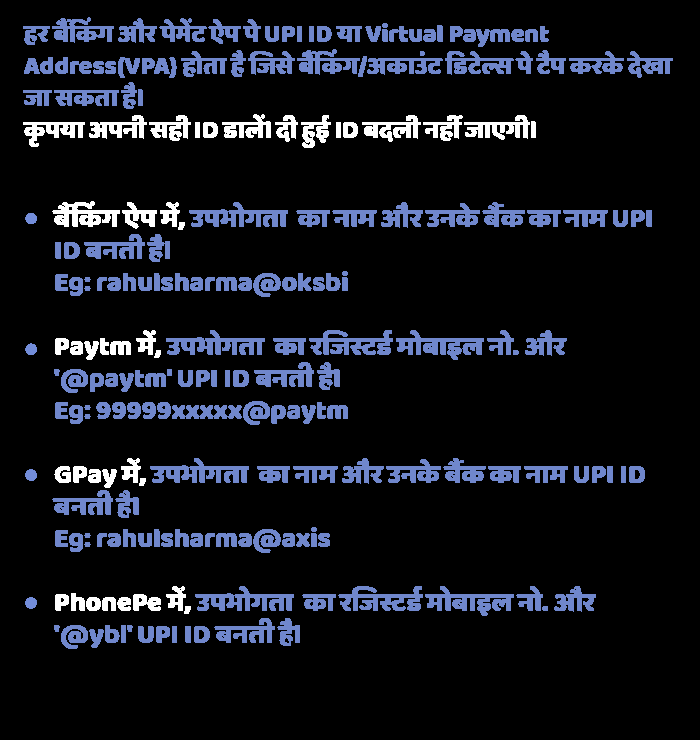 हर बैंकिंग और पेमेंट ऐप पे UPI ID या Virtual Payment
Address(VPA) होता है जिसे बैंकिंग/अकाउंट डिटेल्स पे टैप करके देखा
जा सकता है।
कृपया अपनी सही ID डालें। दी हुई ID बदली नहीं जाएगी।
● बैंकिंग ऐप में, उपभोगता का नाम और उनके बैंक का नाम UPI
ID बनती है।
Eg: rahulsharma@oksbi
● Paytm में, उपभोगता का रजिस्टर्ड मोबाइल नो. और
'@paytm' UPI ID बनती है।
Eg: 99999xxxxx@paytm
● GPay में, उपभोगता का नाम और उनके बैंक का नाम UPI ID
बनती है।
Eg: rahulsharma@axis
● PhonePe में, उपभोगता का रजिस्टर्ड मोबाइल नो. और
'@ybl' UPI ID बनती है।